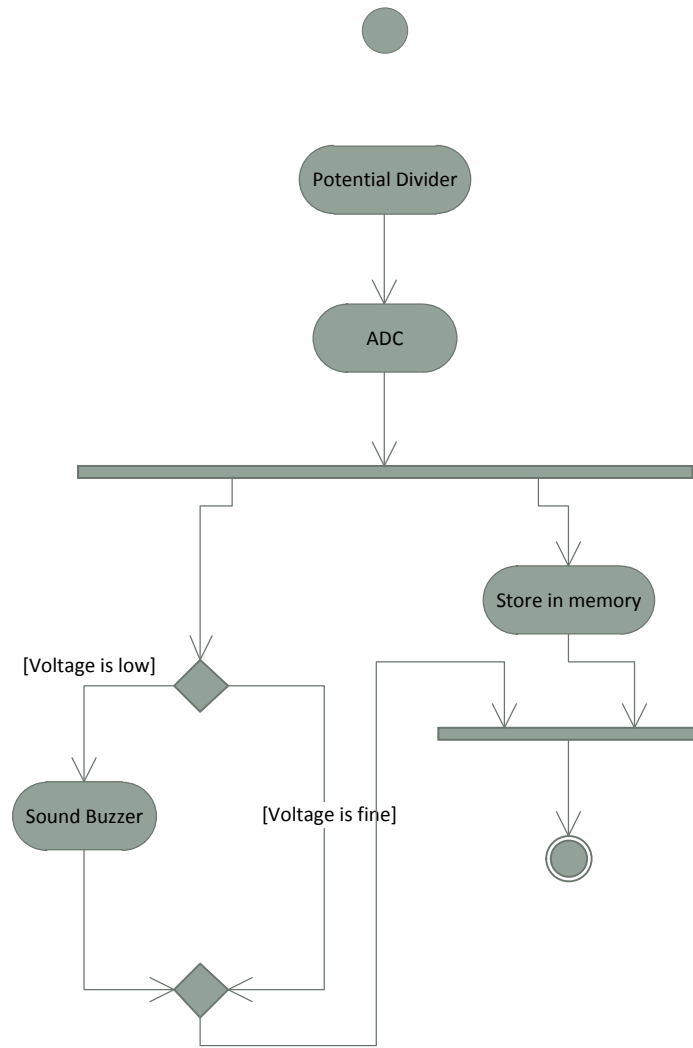 Potential Divider
ADC
Store in memory
[Voltage is low]
Sound Buzzer
[Voltage is fine]